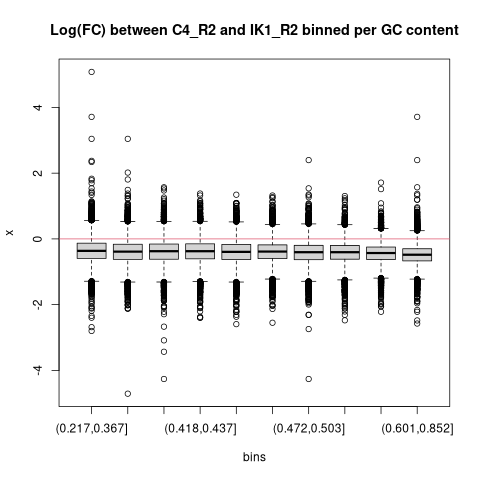 Log(FC) between C4_R2 and IK1_R2 binned per GC content
4
2
0
-2
-4
x
(0.217,0.367] (0.418,0.437] (0.472,0.503] (0.601,0.852]
bins